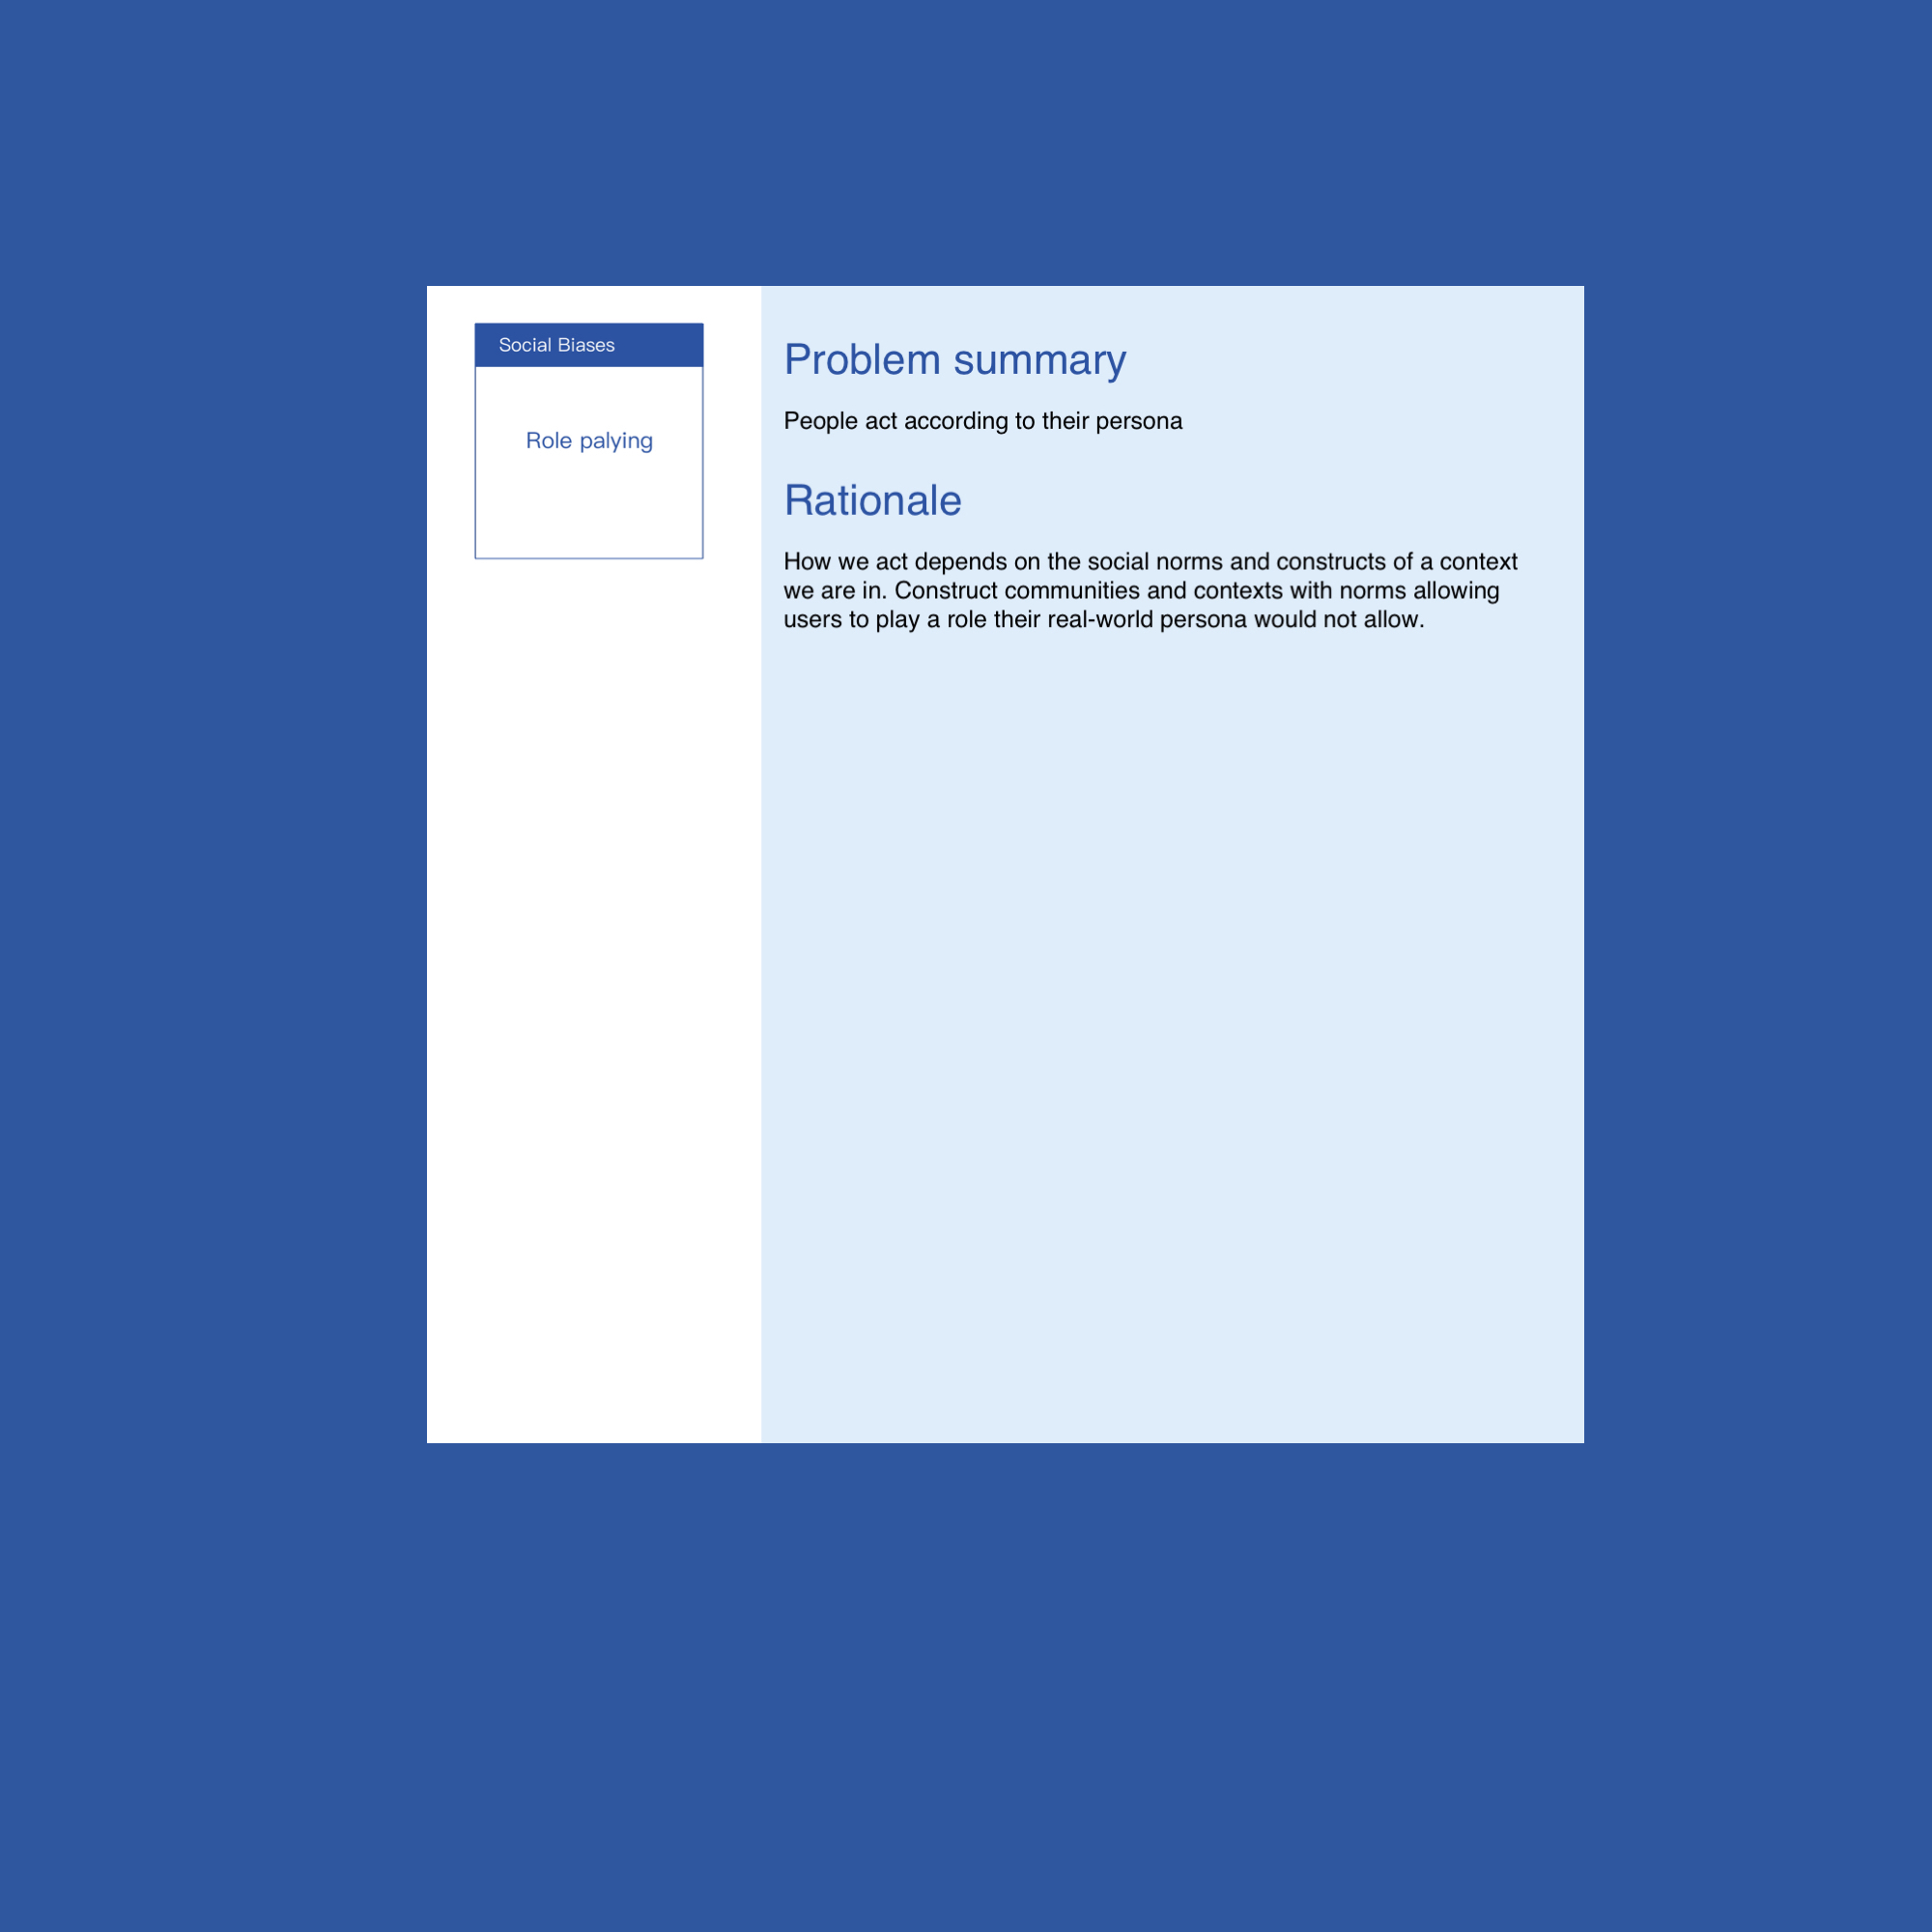 Social Biases
Role palying
Problem summary
People act according to their persona
Rationale
How we act depends on the social norms and constructs of a context
we are in. Construct communities and contexts with norms allowing
users to play a role their real-world persona would not allow.